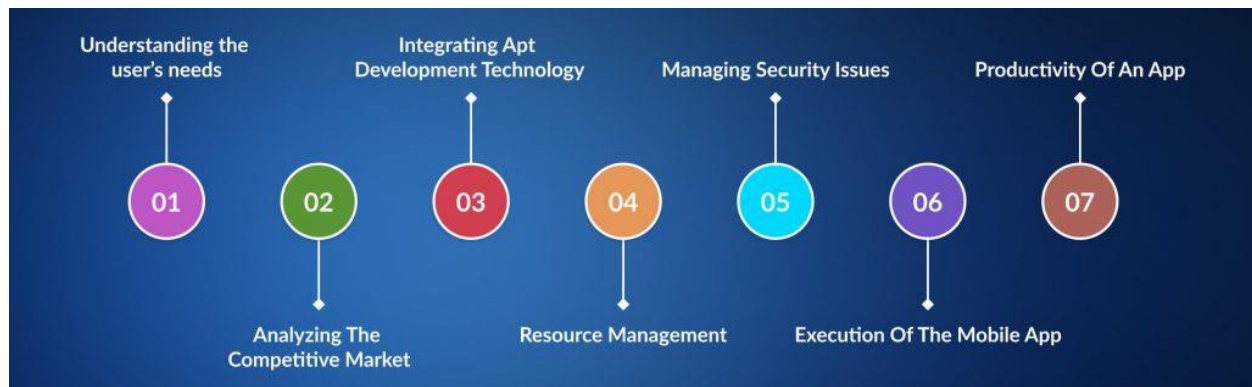 Understanding the
user's needs
Integrating Apt
Development Technology
Managing Security Issues
Productivity Of An App
01
02
03
04
05
06
07
Analyzing The
Competitive Market
Resource Management
Execution Of The Mobile App